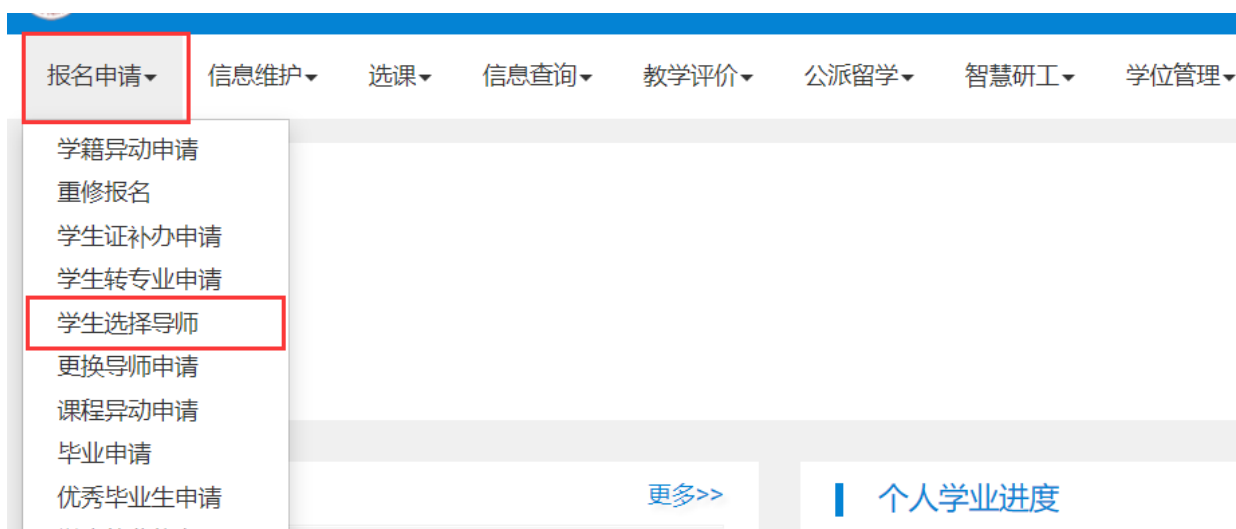 报名申请 信息维护 选课 信息查询 教学评价 公派留学 智慧研工 学位管理
学籍异动申请
重修报名
学生证补办申请
学生转专业申请
学生选择导师
更换导师申请
课程异动申请
毕业申请
优秀毕业生申请
更多>>
个人学业进度